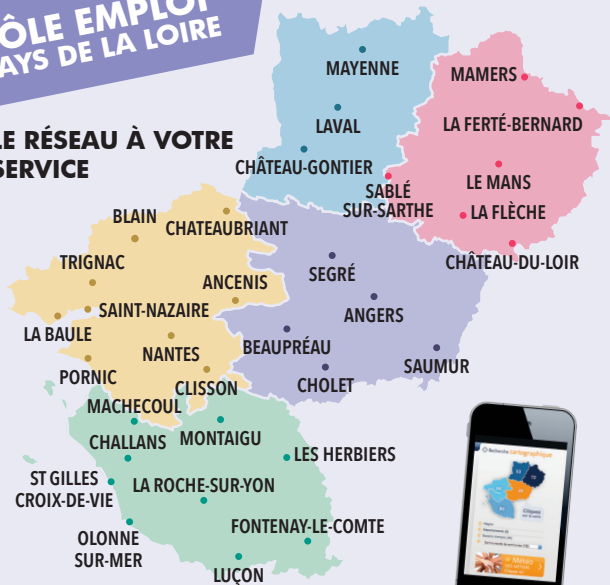 ÔLE EMPLOI
AYS DE LA LOIRE
LE RÉSEAU À VOTRE
SERVICE
MAYENNE
MAMERS
LAVAL
LA FERTÉ-BERNARD
CHÂTEAU-GONTIER
LE MANS
SABLÉ
SUR-SARTHE
LA FLÈCHE
BLAIN
CHATEAUBRIANT
CHÂTEAU-DU-LOIR
TRIGNAC
SEGRÉ
ANCENIS
SAINT-NAZAIRE
ANGERS
LA BAULE
NANTES
BEAUPRÉAU
SAUMUR
PORNIC
CLISSON
CHOLET
MACHECOUL
CHALLANS
MONTAIGU
LES HERBIERS
ST GILLES
CROIX-DE-VIE
LA ROCHE-SUR-YON
OLONNE
SUR-MER
FONTENAY-LE-COMTE
LUÇON
Recherche cartographique
Cliquez